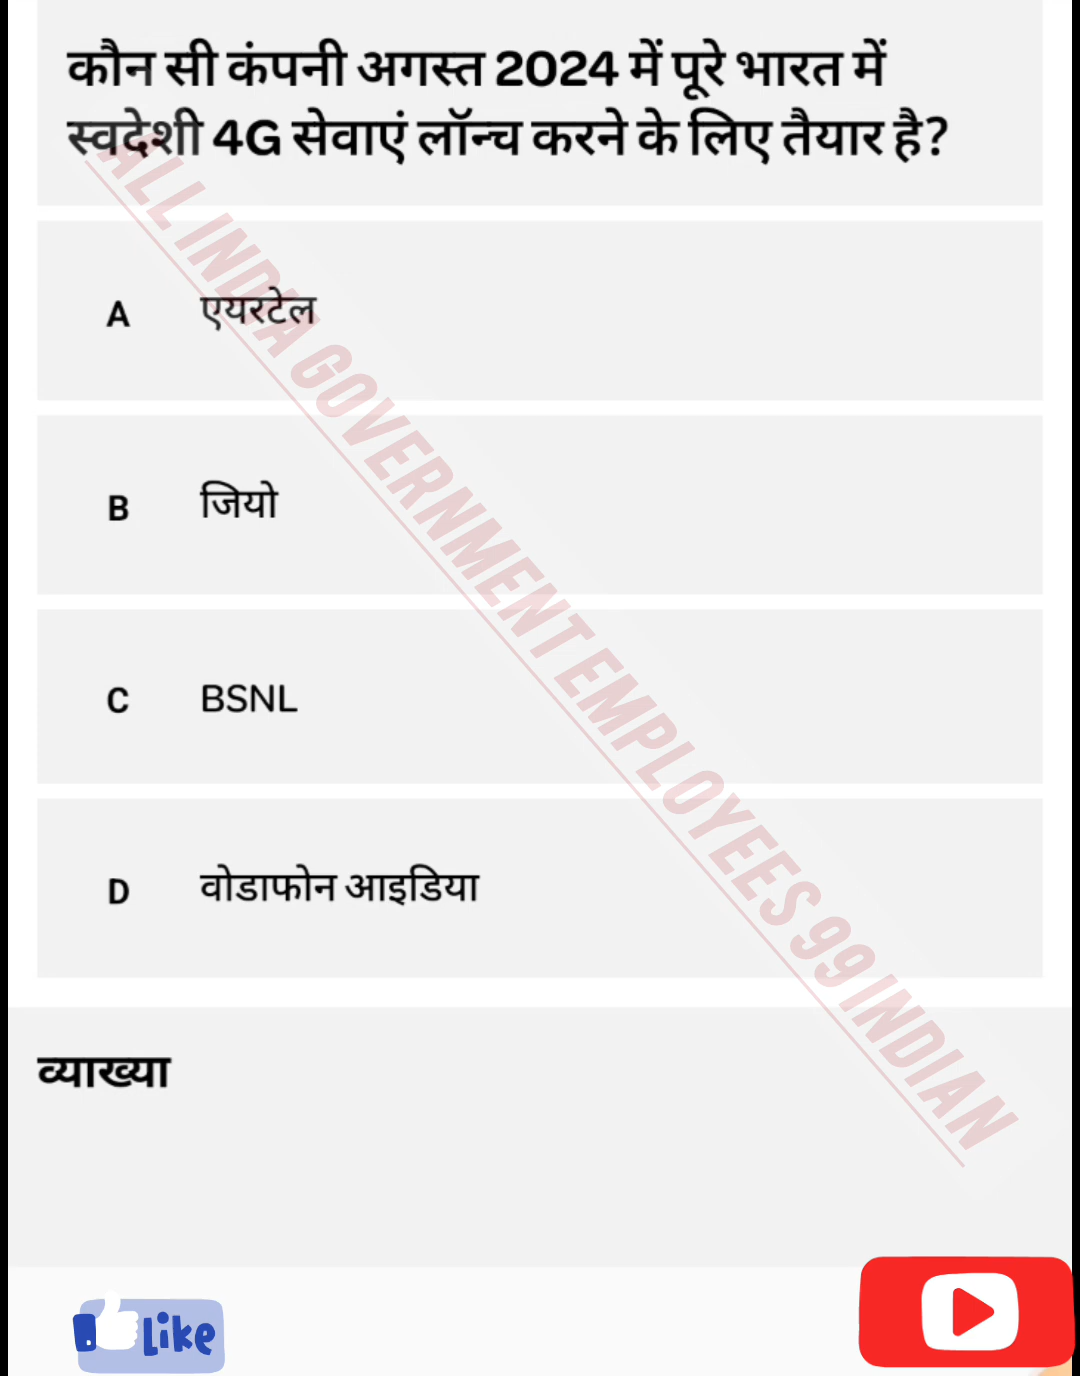 कौन सी कंपनी अगस्त 2024 में पूरे भारत में
स्वदेशी 4G सेवाएं लॉन्च करने के लिए तैयार है?
A एयरटेल
B जियो
C BSNL
D वोडाफोन आइडिया
ALL INDIA GOVERNMENT EMPLOYEES 99 INDIAN
व्याख्या
Like